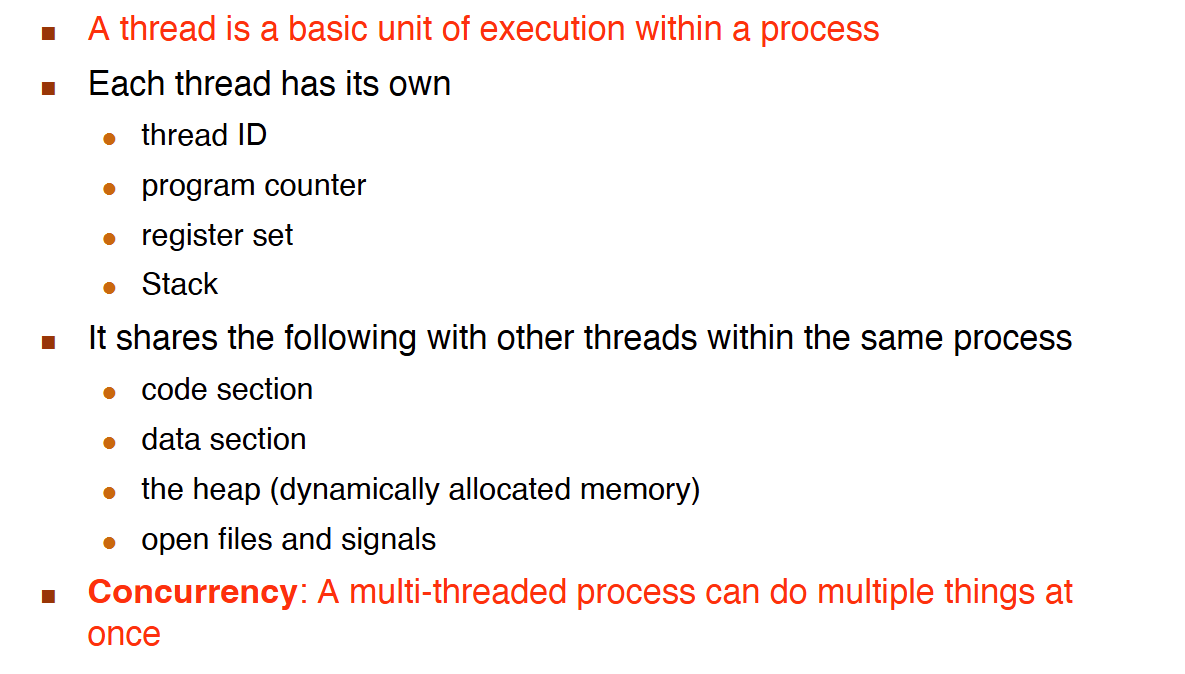 A thread is a basic unit of execution within a process
Each thread has its own
thread ID
program counter
register set
Stack
It shares the following with other threads within the same process
code section
data section
the heap (dynamically allocated memory)
open files and signals
Concurrency: A multi-threaded process can do multiple things at
once